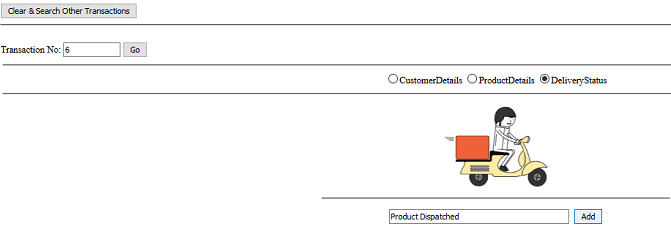 Clear & Search Other Transactions
Transaction No: 6 Go
CustomerDetails ProductDetails DeliveryStatus
Product Dispatched Add